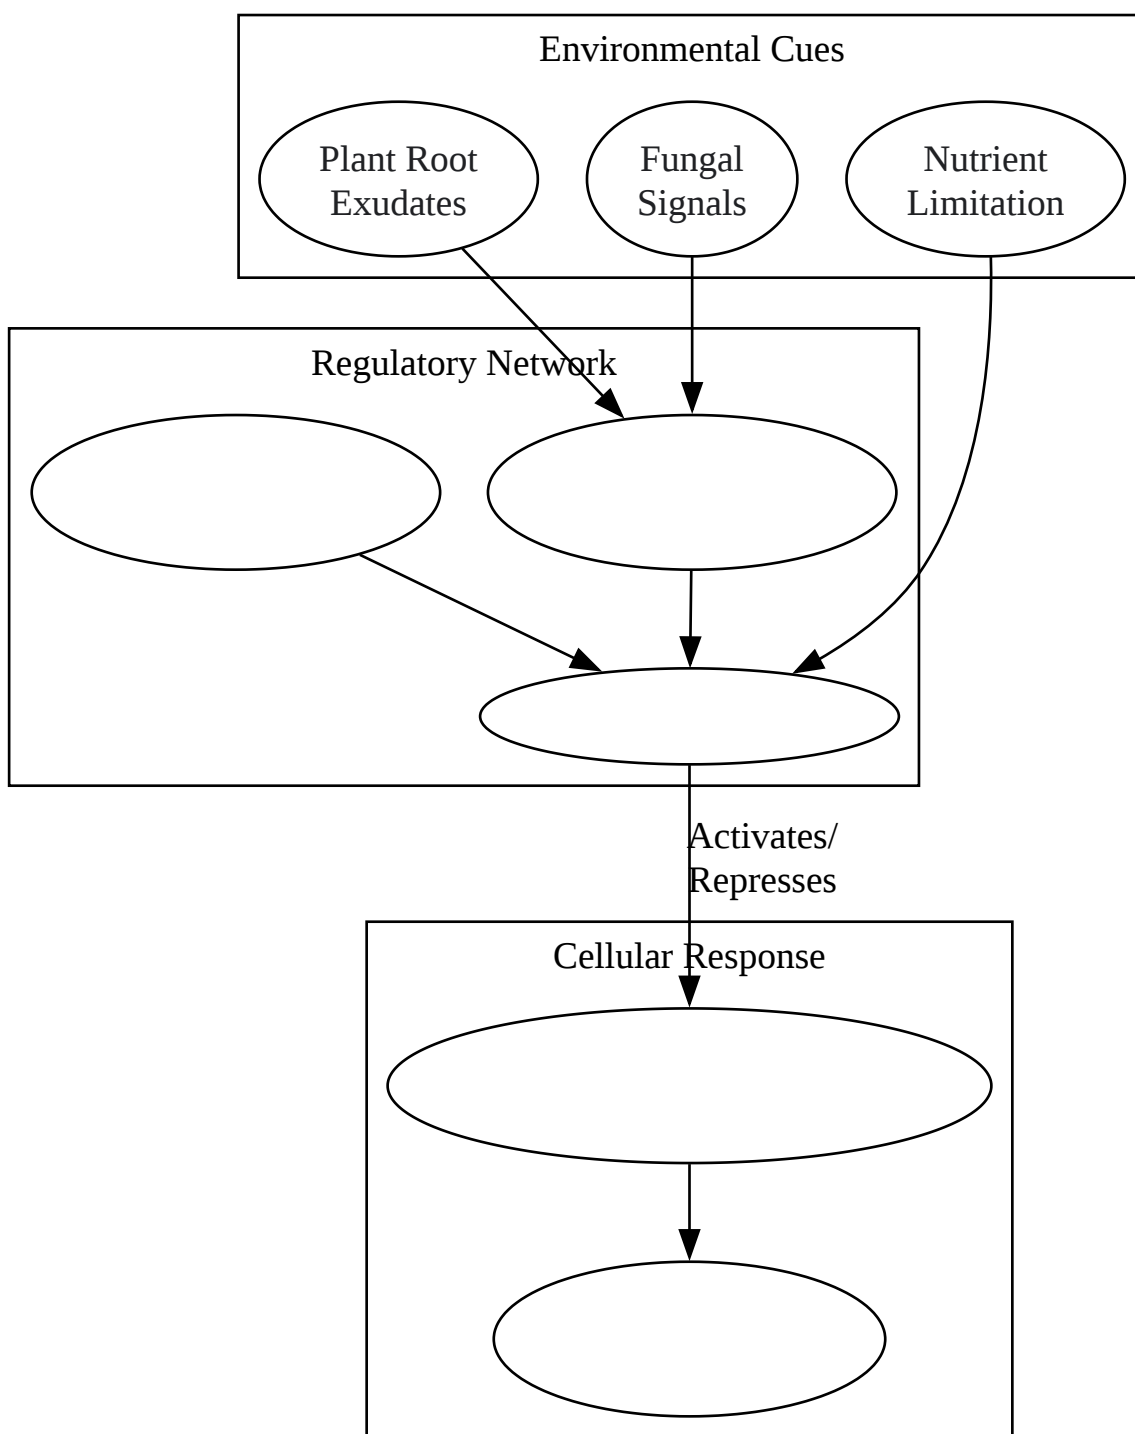 Environmental Cues
Plant Root
Exudates
Fungal
Signals
Nutrient
Limitation
Regulatory Network
Activates/
Represses
Cellular Response